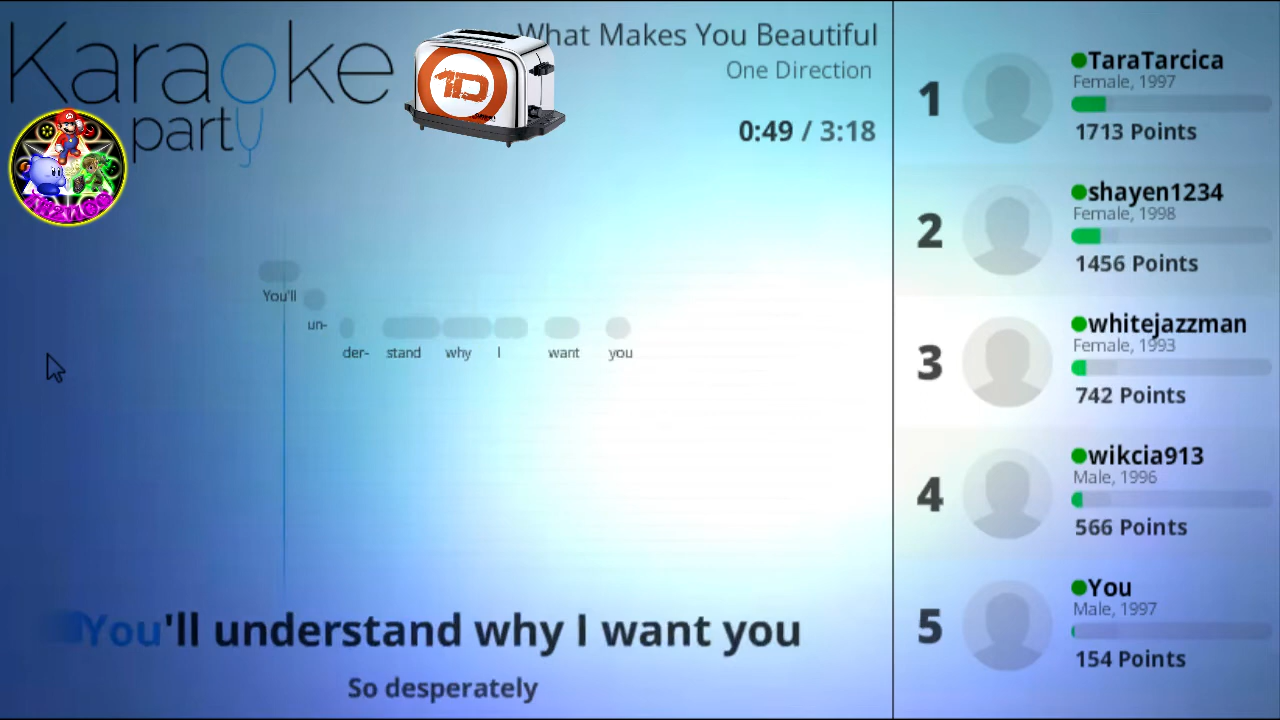 Karaoke
party
1D
What Makes You Beautiful
One Direction
0:49 / 3:18
You'll
un-
der-
stand
why
I
want
you
You'll understand why I want you
So desperately
1
TaraTarcica
Female, 1997
1713 Points
2
shayen1234
Female, 1998
1456 Points
3
whitejazzman
Female, 1993
742 Points
4
wikcia913
Male, 1996
566 Points
5
You
Male, 1997
154 Points